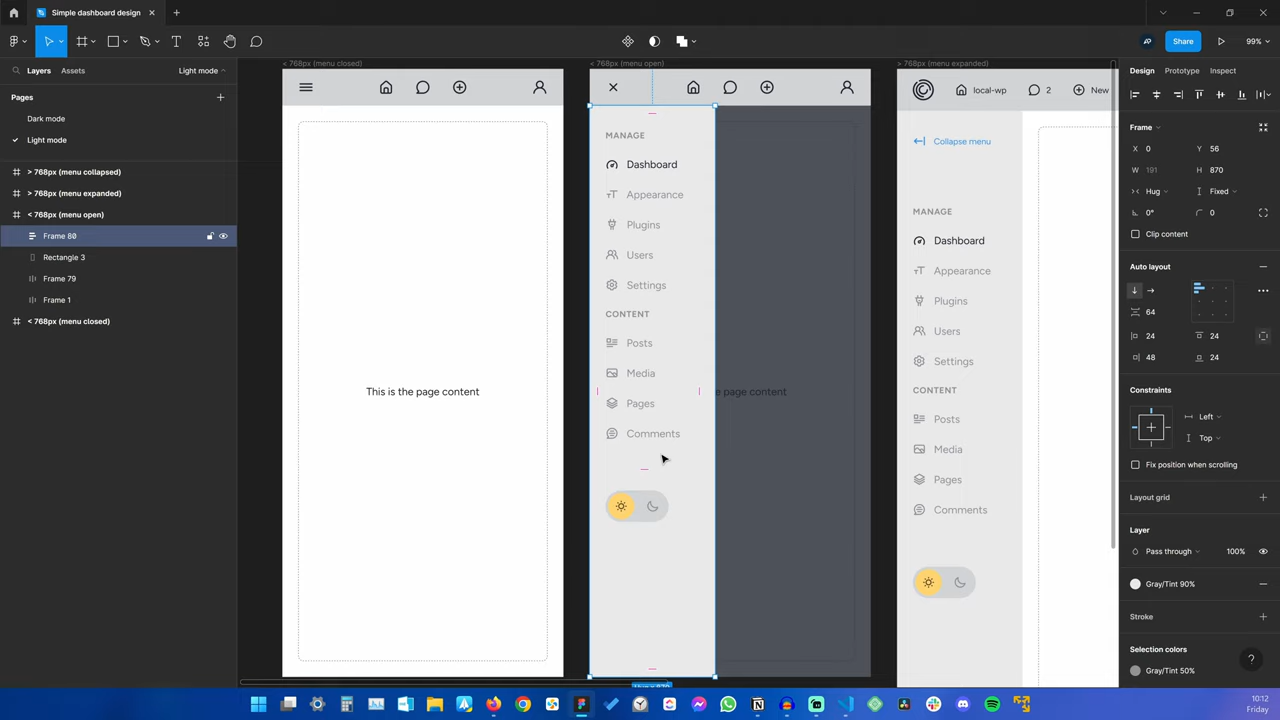 Simple dashboard design
Share
99%
Layers
Assets
Light mode
Pages
Dark mode
Light mode
> 768px (menu collapsed)
> 768px (menu expanded)
< 768px (menu open)
Frame 80
Rectangle 3
Frame 79
Frame 1
< 768px (menu closed)
< 768px (menu closed)
This is the page content
< 768px (menu open)
MANAGE
Dashboard
Appearance
Plugins
Users
Settings
CONTENT
Posts
Media
Pages
Comments
e page content
> 768px (menu expanded)
local-wp
2
New
Collapse menu
MANAGE
Dashboard
Appearance
Plugins
Users
Settings
CONTENT
Posts
Media
Pages
Comments
Design
Prototype
Inspect
Frame
X 0
Y 56
W 191
H 870
Hug
Fixed
0°
0
Clip content
Auto layout
64
24
24
48
24
Constraints
Left
Top
Fix position when scrolling
Layout grid
Layer
Pass through
100%
Gray/Tint 90%
Stroke
Selection colors
Gray/Tint 50%
?
10:12
Friday